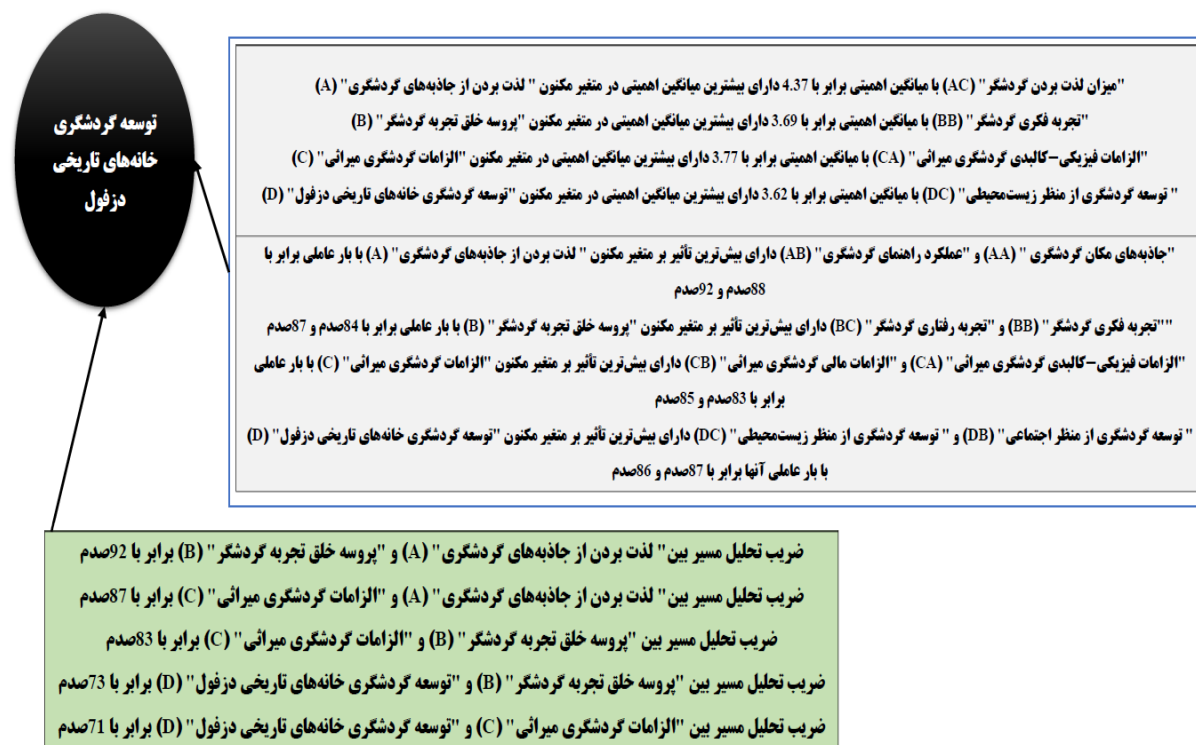 توسعه گردشگری
خانه‌های تاریخی
دزفول
"میزان لذت بردن گردشگر" (AC) با میانگین اهمیتی برابر با 4.37 دارای بیشترین میانگین اهمیتی در متغیر مکنون " لذت بردن از جاذبه‌های گردشگری" (A)
"تجربه فکری گردشگر" (BB) با میانگین اهمیتی برابر با 3.69 دارای بیشترین میانگین اهمیتی در متغیر مکنون "پروسه خلق تجربه گردشگر" (B)
"الزامات فیزیکی–کالبدی گردشگری میراثی" (CA) با میانگین اهمیتی برابر با 3.77 دارای بیشترین میانگین اهمیتی در متغیر مکنون "الزامات گردشگری میراثی" (C)
" توسعه گردشگری از منظر زیست‌محیطی" (DC) با میانگین اهمیتی برابر با 3.62 دارای بیشترین میانگین اهمیتی در متغیر مکنون "توسعه گردشگری خانه‌های تاریخی دزفول" (D)
"جاذبه‌های مکان گردشگری " (AA) و "عملکرد راهنمای گردشگری" (AB) دارای بیش‌ترین تأثیر بر متغیر مکنون " لذت بردن از جاذبه‌های گردشگری" (A) با بار عاملی برابر با
88صدم و 92صدم
""تجربه فکری گردشگر" (BB) و "تجربه رفتاری گردشگر" (BC) دارای بیش‌ترین تأثیر بر متغیر مکنون "پروسه خلق تجربه گردشگر" (B) با بار عاملی برابر با 84صدم و 87صدم
"الزامات فیزیکی–کالبدی گردشگری میراثی" (CA) و "الزامات مالی گردشگری میراثی" (CB) دارای بیش‌ترین تأثیر بر متغیر مکنون "الزامات گردشگری میراثی" (C) با بار عاملی
برابر با 83صدم و 85صدم
" توسعه گردشگری از منظر اجتماعی" (DB) و " توسعه گردشگری از منظر زیست‌محیطی" (DC) دارای بیش‌ترین تأثیر بر متغیر مکنون "توسعه گردشگری خانه‌های تاریخی دزفول" (D)
با بار عاملی آنها برابر با 87صدم و 86صدم
ضریب تحلیل مسیر بین" لذت بردن از جاذبه‌های گردشگری" (A) و "پروسه خلق تجربه گردشگر" (B) برابر با 92صدم
ضریب تحلیل مسیر بین" لذت بردن از جاذبه‌های گردشگری" (A) و "الزامات گردشگری میراثی" (C) برابر با 87صدم
ضریب تحلیل مسیر بین "پروسه خلق تجربه گردشگر" (B) و "الزامات گردشگری میراثی" (C) برابر با 83صدم
ضریب تحلیل مسیر بین "پروسه خلق تجربه گردشگر" (B) و "توسعه گردشگری خانه‌های تاریخی دزفول" (D) برابر با 73صدم
ضریب تحلیل مسیر بین "الزامات گردشگری میراثی" (C) و "توسعه گردشگری خانه‌های تاریخی دزفول" (D) برابر با 71صدم